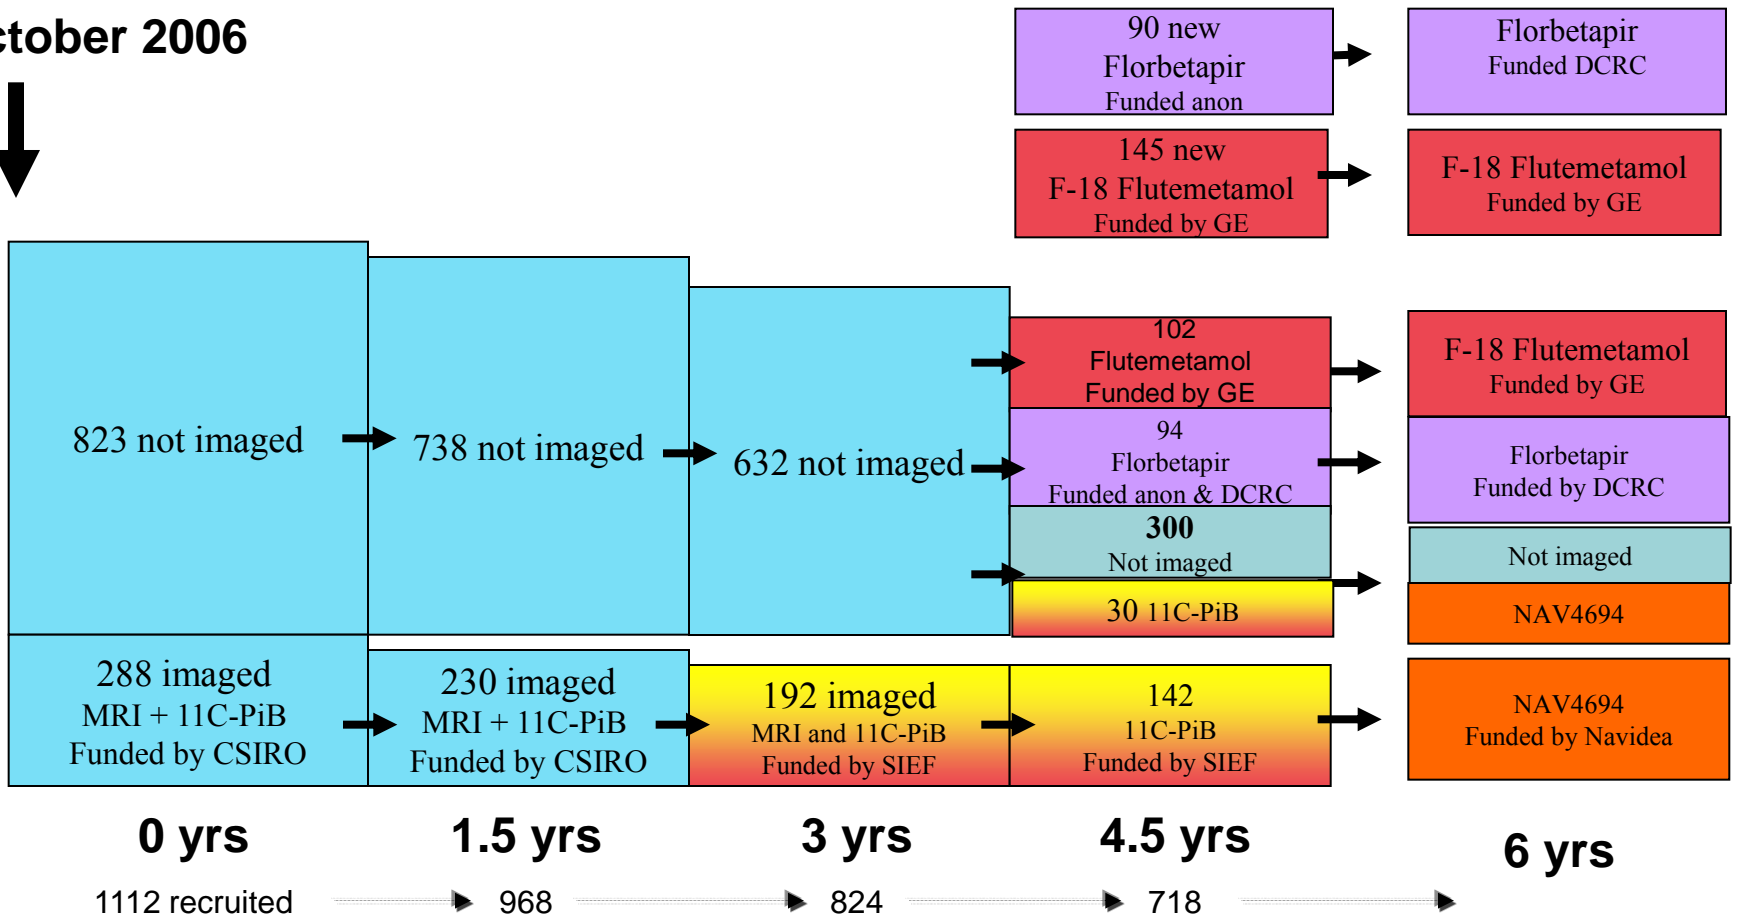 ctober 2006
90 new
Florbetapir
Funded anon
Florbetapir
Funded DCRC
145 new
F-18 Flutemetamol
Funded by GE
F-18 Flutemetamol
Funded by GE
823 not imaged
738 not imaged
632 not imaged
102
Flutemetamol
Funded by GE
F-18 Flutemetamol
Funded by GE
94
Florbetapir
Funded anon & DCRC
Florbetapir
Funded by DCRC
300
Not imaged
Not imaged
30 11C-PiB
NAV4694
288 imaged
MRI + 11C-PiB
Funded by CSIRO
230 imaged
MRI + 11C-PiB
Funded by CSIRO
192 imaged
MRI and 11C-PiB
Funded by SIEF
142
11C-PiB
Funded by SIEF
NAV4694
Funded by Navidea
0 yrs
1.5 yrs
3 yrs
4.5 yrs
6 yrs
1112 recruited
968
824
718